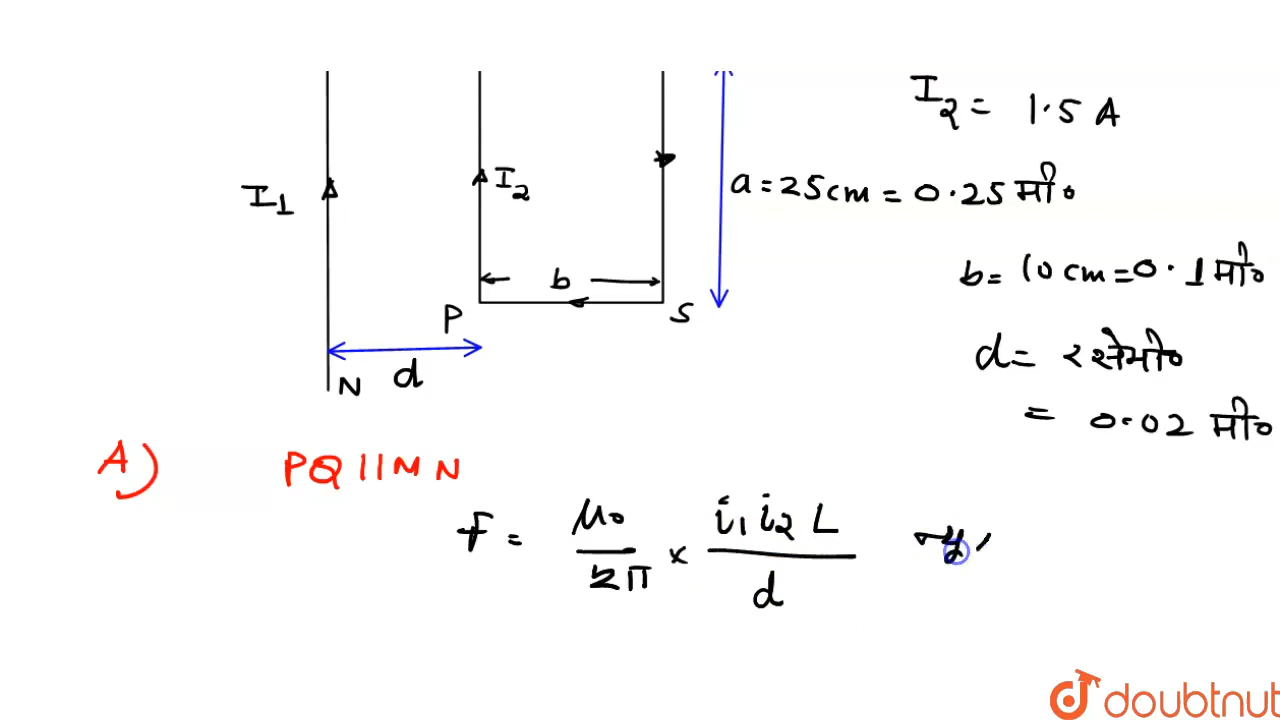 I2 = 1.5 A
I1
I2
a = 25cm = 0.25 मी०
b
b = 10 cm = 0.1 मी०
P
S
d
N
d = २ सेमी०
= 0.02 मी०
A) PQ || MN
F = μ0/2π × i1 i2 L/d न्यू.
doubtnut